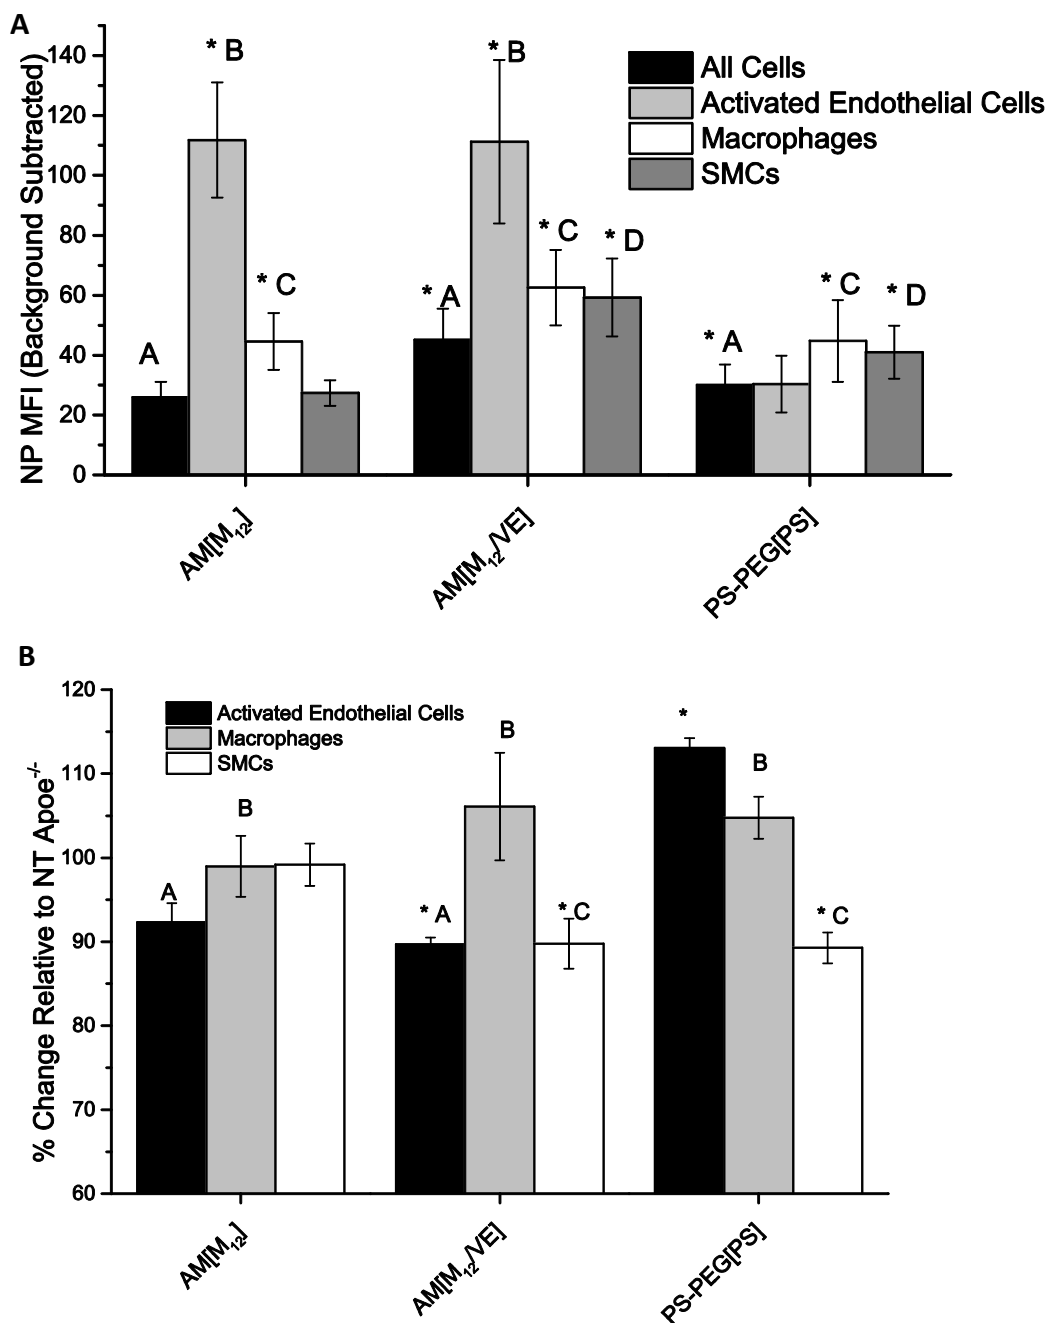 A
NP MFI (Background Subtracted)
140
120
100
80
60
40
20
0
All Cells
Activated Endothelial Cells
Macrophages
SMCs
A
* B
* C
* A
* B
* C
* D
* A
* C
* D
AM[M₁₂]
AM[M₁₂/VE]
PS-PEG[PS]
B
% Change Relative to NT Apoe⁻/⁻
120
110
100
90
80
70
60
Activated Endothelial Cells
Macrophages
SMCs
A
B
* A
B
* C
*
B
* C
AM[M₁₂]
AM[M₁₂/VE]
PS-PEG[PS]